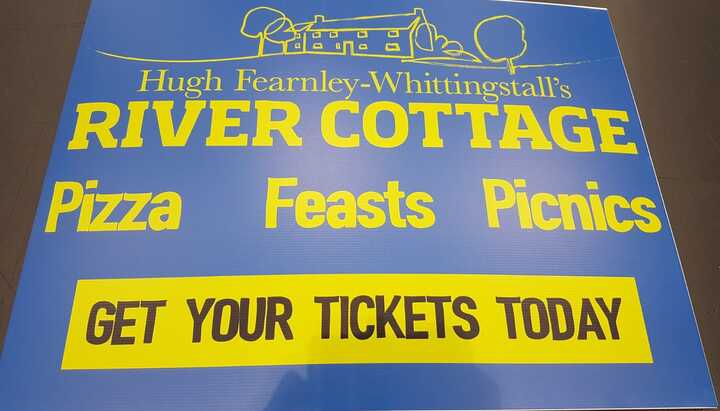 Hugh Fearnley-Whittingstall's
RIVER COTTAGE
Pizza Feasts Picnics
GET YOUR TICKETS TODAY